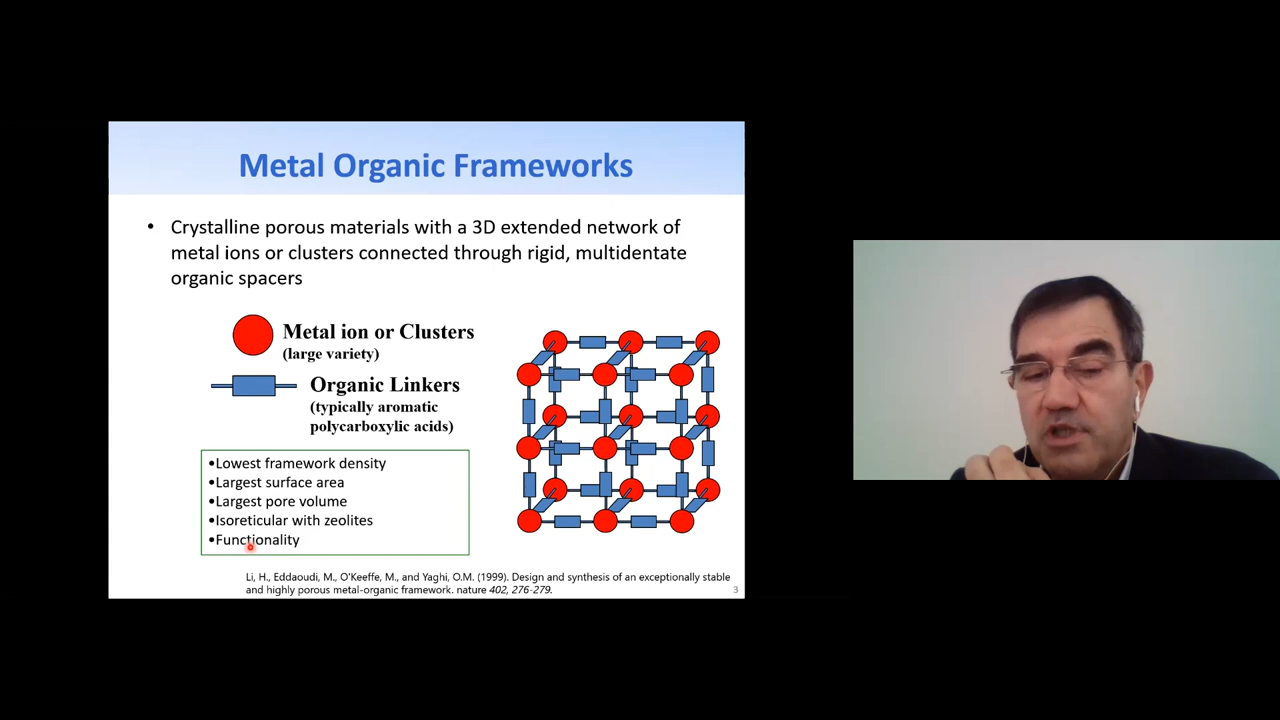 Metal Organic Frameworks
• Crystalline porous materials with a 3D extended network of
metal ions or clusters connected through rigid, multidentate
organic spacers
Metal ion or Clusters
(large variety)
Organic Linkers
(typically aromatic
polycarboxylic acids)
•Lowest framework density
•Largest surface area
•Largest pore volume
•Isoreticular with zeolites
•Functionality
Li, H., Eddaoudi, M., O'Keeffe, M., and Yaghi, O.M. (1999). Design and synthesis of an exceptionally stable
and highly porous metal-organic framework. nature 402, 276-279.
3